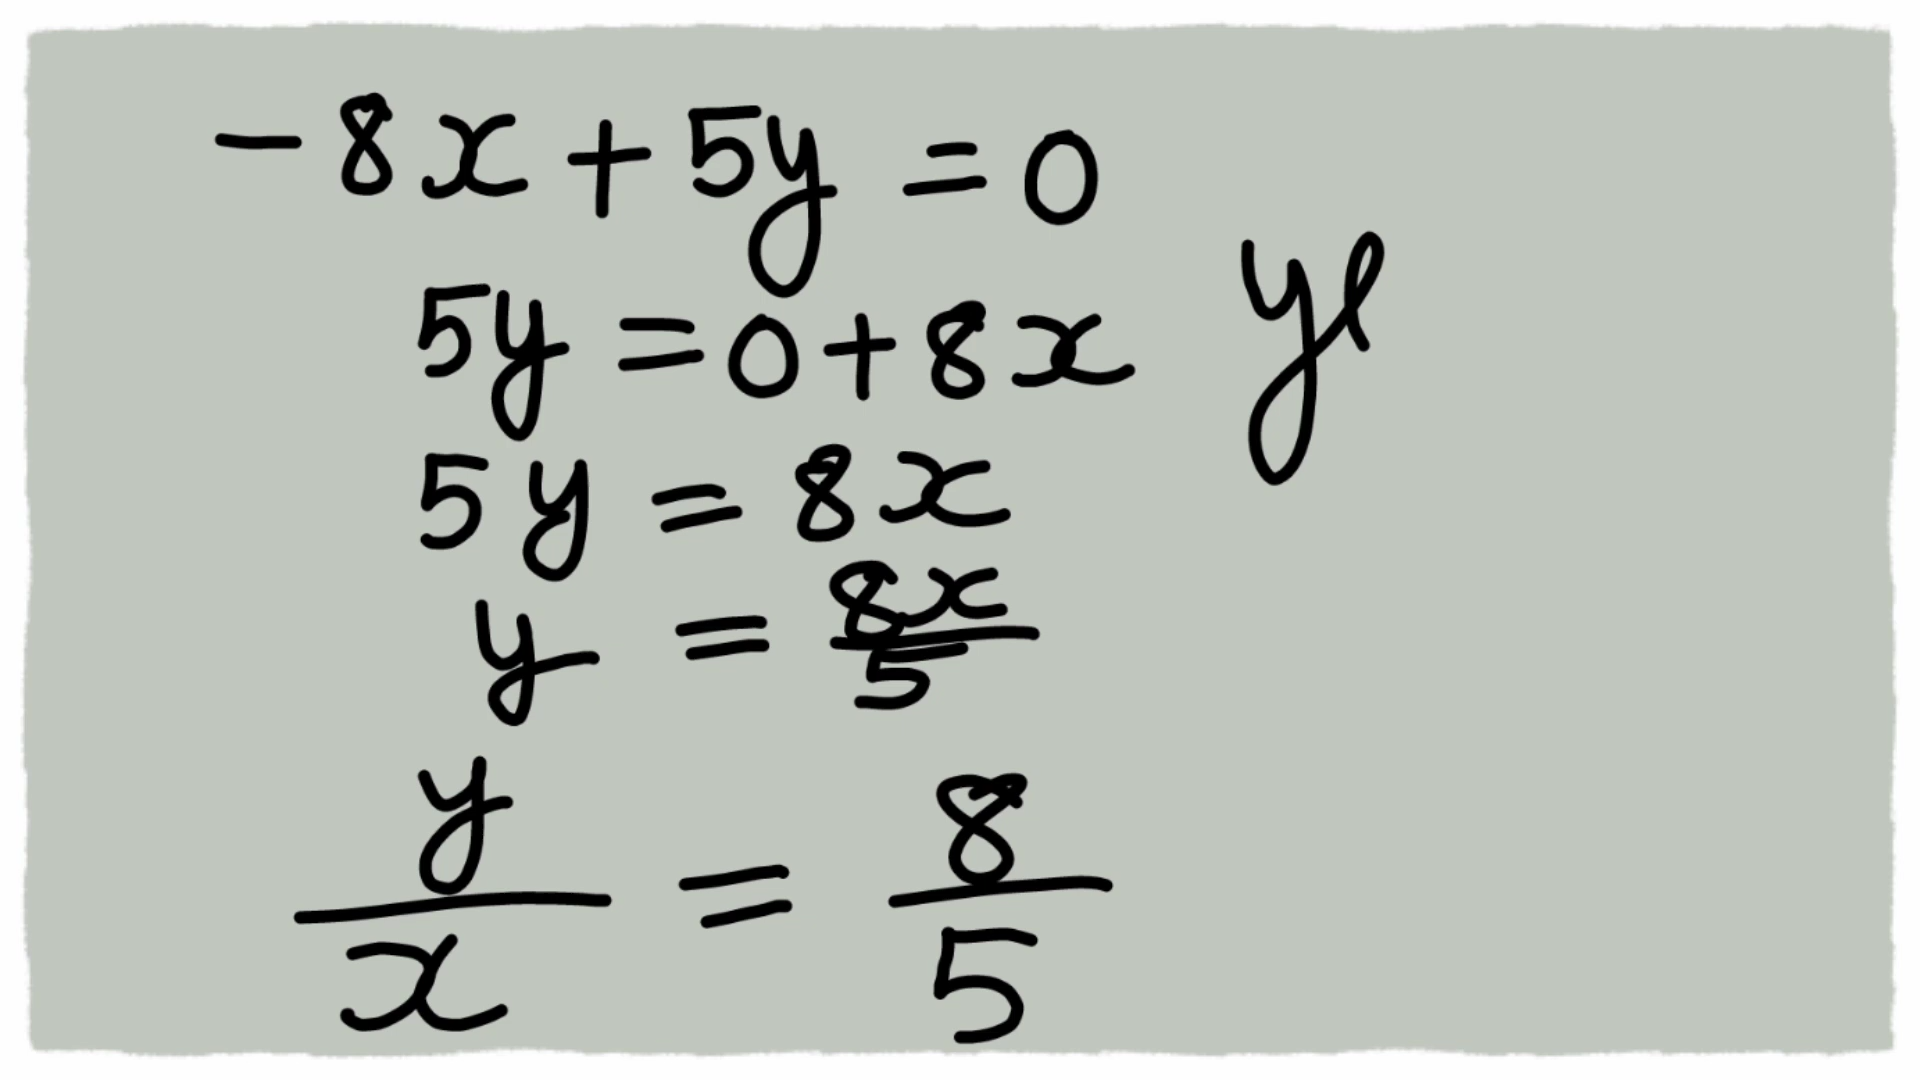 -8x + 5y = 0
5y = 0 + 8x
5y = 8x
y = 8x/5
y/x = 8/5